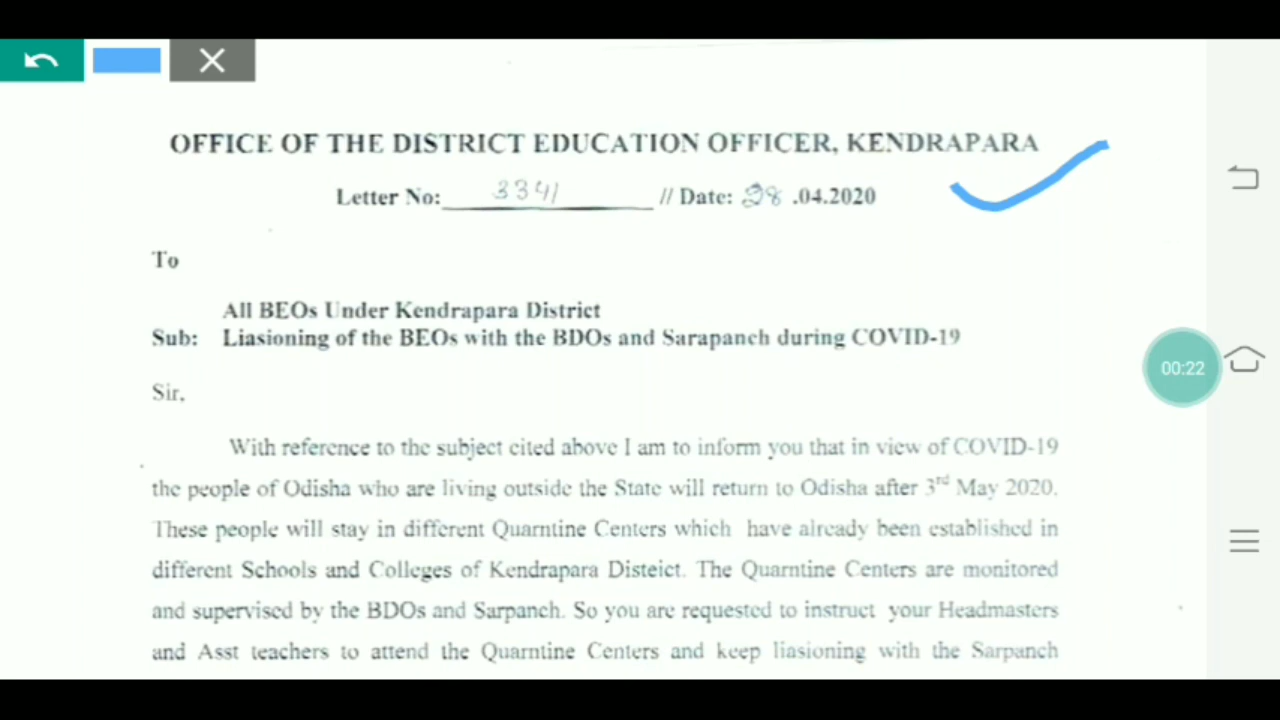 OFFICE OF THE DISTRICT EDUCATION OFFICER, KENDRAPARA
Letter No: 3341 // Date: 28 .04.2020
To
All BEOs Under Kendrapara District
Sub: Liasioning of the BEOs with the BDOs and Sarapanch during COVID-19
Sir,
00:22
With reference to the subject cited above I am to inform you that in view of COVID-19
the people of Odisha who are living outside the State will return to Odisha after 3rd May 2020.
These people will stay in different Quarntine Centers which have already been established in
different Schools and Colleges of Kendrapara Disteict. The Quarntine Centers are monitored
and supervised by the BDOs and Sarpanch. So you are requested to instruct your Headmasters
and Asst teachers to attend the Quarntine Centers and keep liasioning with the Sarpanch